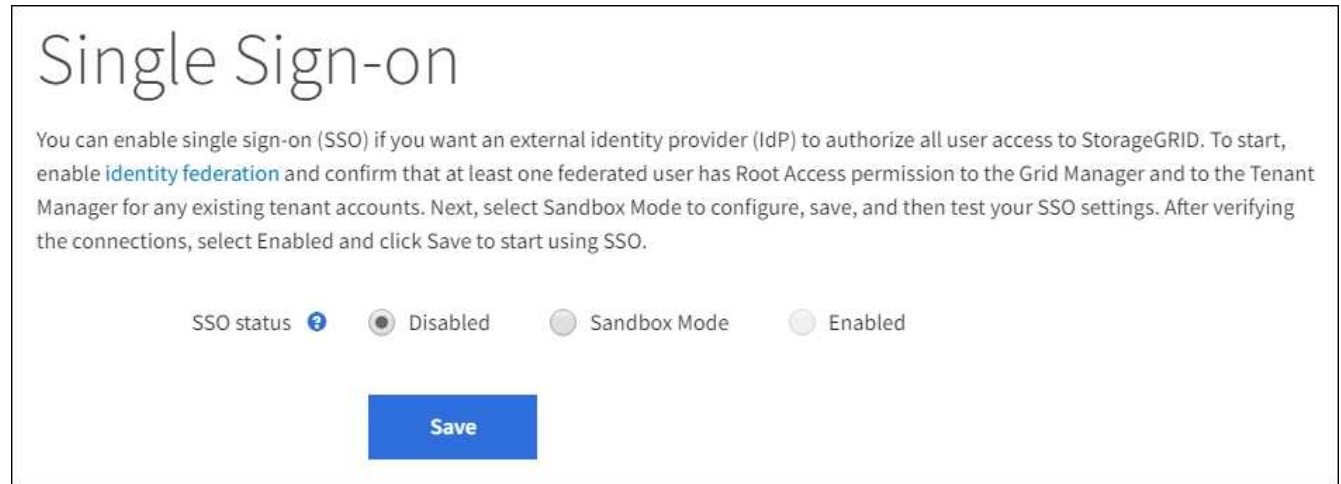 Single Sign-on
You can enable single sign-on (SSO) if you want an external identity provider (IdP) to authorize all user access to StorageGRID. To start,
enable identity federation and confirm that at least one federated user has Root Access permission to the Grid Manager and to the Tenant
Manager for any existing tenant accounts. Next, select Sandbox Mode to configure, save, and then test your SSO settings. After verifying
the connections, select Enabled and click Save to start using SSO.
SSO status ? Disabled Sandbox Mode Enabled
Save